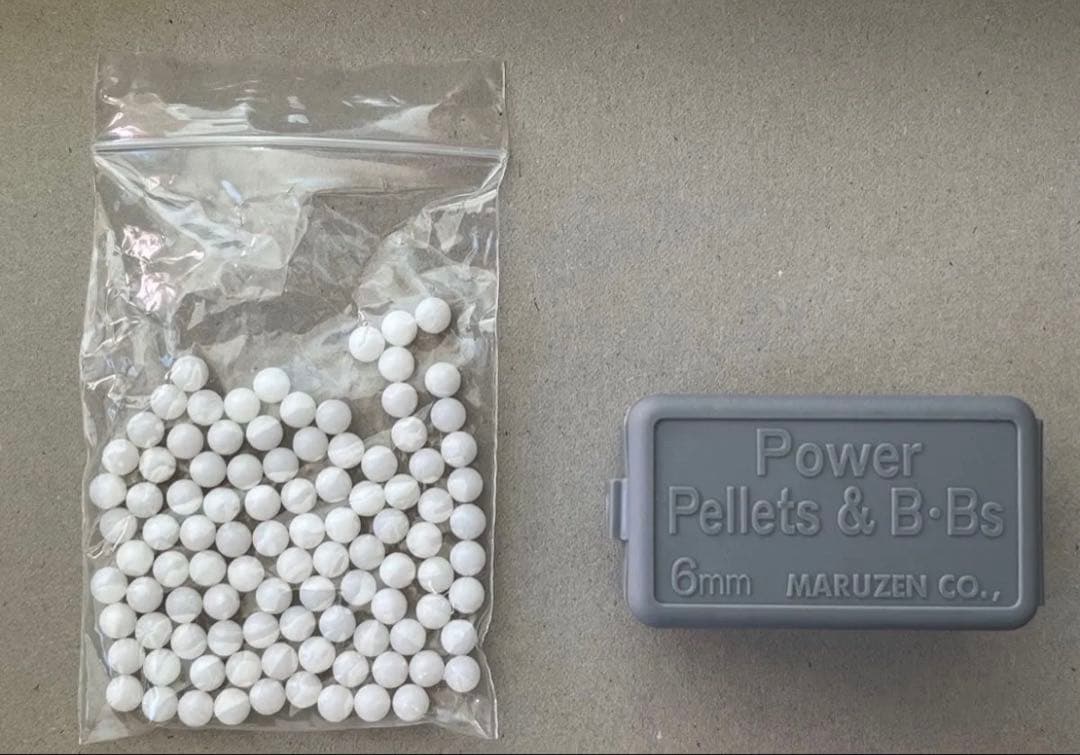 Power
Pellets & B•Bs
6mm MARUZEN CO.,